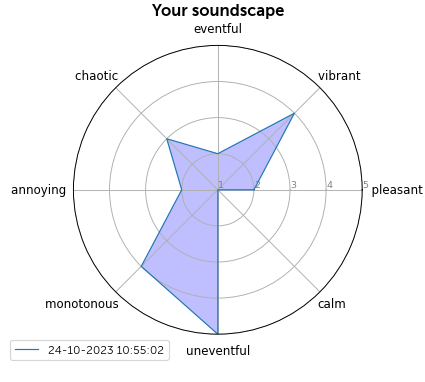 Your soundscape
eventful
chaotic
vibrant
annoying
1 2 3 4 5
pleasant
monotonous
calm
uneventful
24-10-2023 10:55:02